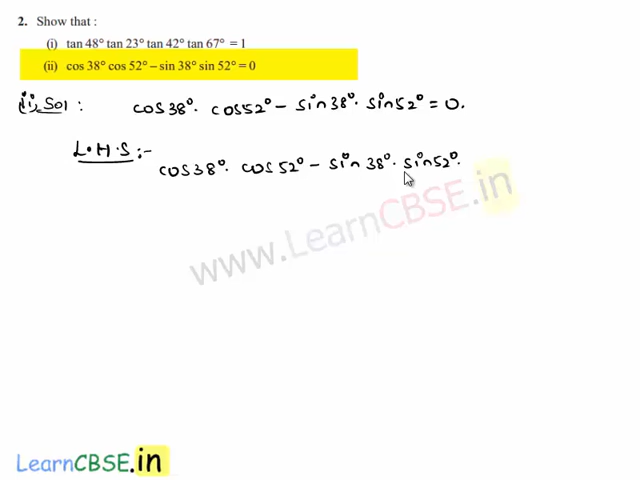 2. Show that :
(i) tan 48° tan 23° tan 42° tan 67° = 1
(ii) cos 38° cos 52° – sin 38° sin 52° = 0
(ii) Sol : cos 38°. cos 52° – sin 38°. sin 52° = 0.
L.H.S :-
cos 38°. cos 52° – sin 38°. sin 52°.
www.LearnCBSE.in
LearnCBSE.in